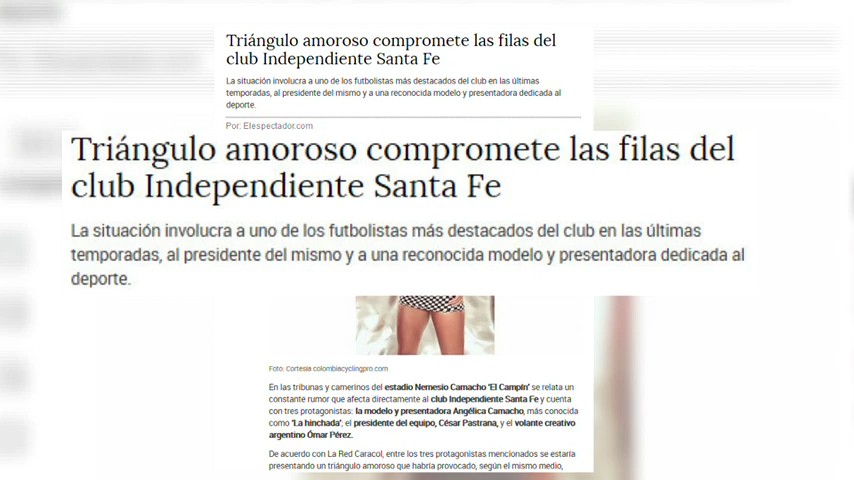 Triángulo amoroso compromete las filas del
club Independiente Santa Fe
La situación involucra a uno de los futbolistas más destacados del club en las últimas
temporadas, al presidente del mismo y a una reconocida modelo y presentadora dedicada al
deporte.
Por: Elespectador.com
Triángulo amoroso compromete las filas del
club Independiente Santa Fe
La situación involucra a uno de los futbolistas más destacados del club en las últimas
temporadas, al presidente del mismo y a una reconocida modelo y presentadora dedicada al
deporte.
Foto: Cortesía colombiacyclingpro.com
En las tribunas y camerinos del estadio Nemesio Camacho 'El Campín' se relata un
constante rumor que afecta directamente al club Independiente Santa Fe y cuenta
con tres protagonistas: la modelo y presentadora Angélica Camacho, más conocida
como 'La hinchada'; el presidente del equipo, César Pastrana, y el volante creativo
argentino Ómar Pérez.
De acuerdo con La Red Caracol, entre los tres protagonistas mencionados se estaría
presentando un triángulo amoroso que habría provocado, según el mismo medio,